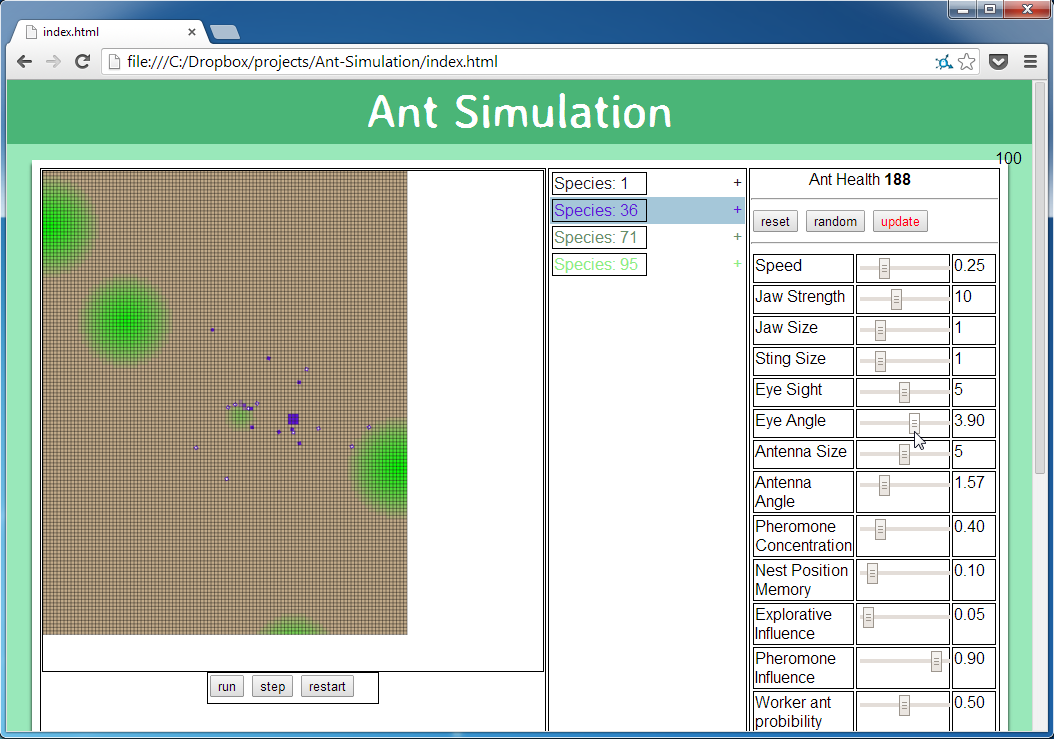 index.html
file:///C:/Dropbox/projects/Ant-Simulation/index.html
Ant Simulation
100
Species: 1 +
Species: 36 +
Species: 71 +
Species: 95 +
Ant Health 188
reset random update
Speed 0.25
Jaw Strength 10
Jaw Size 1
Sting Size 1
Eye Sight 5
Eye Angle 3.90
Antenna Size 5
Antenna 1.57
Angle
Pheromone 0.40
Concentration
Nest Position 0.10
Memory
Explorative 0.05
Influence
Pheromone 0.90
Influence
Worker ant 0.50
probibility
run step restart